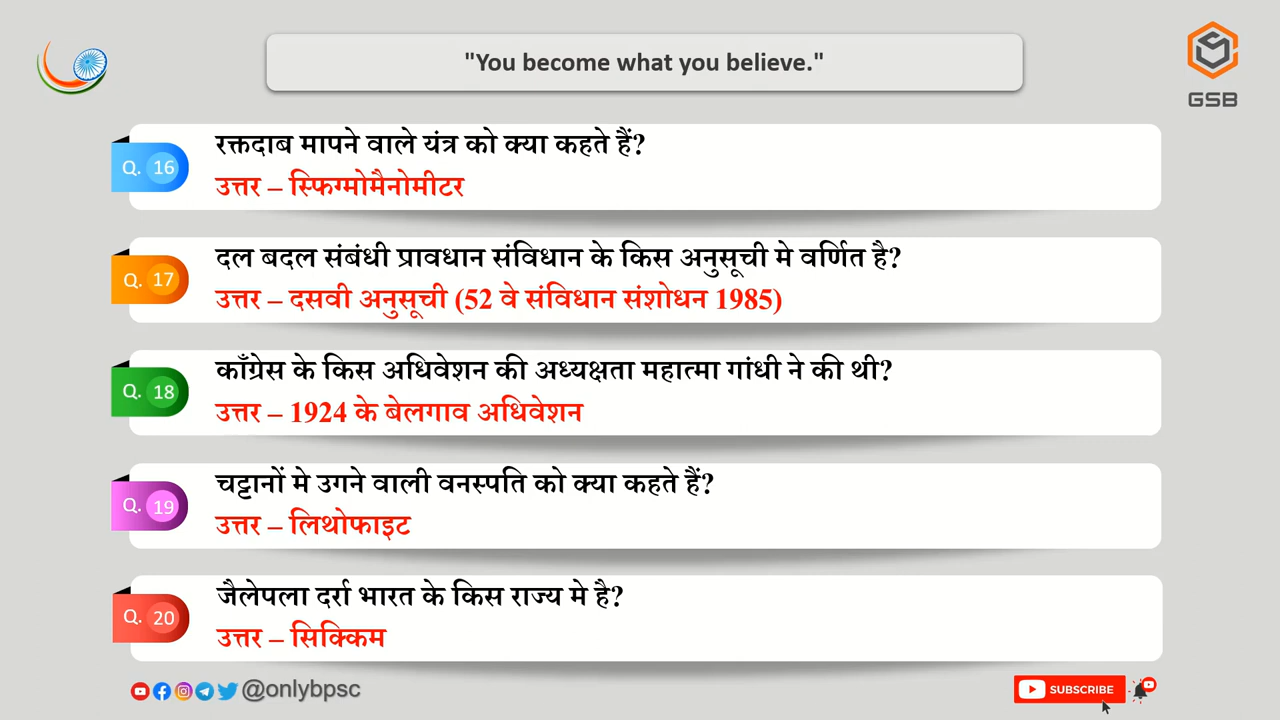 "You become what you believe."
GSB
Q. 16
रक्तदाब मापने वाले यंत्र को क्या कहते हैं?
उत्तर – स्फिग्मोमैनोमीटर
Q. 17
दल बदल संबंधी प्रावधान संविधान के किस अनुसूची मे वर्णित है?
उत्तर – दसवी अनुसूची (52 वे संविधान संशोधन 1985)
Q. 18
काँग्रेस के किस अधिवेशन की अध्यक्षता महात्मा गांधी ने की थी?
उत्तर – 1924 के बेलगाव अधिवेशन
Q. 19
चट्टानों मे उगने वाली वनस्पति को क्या कहते हैं?
उत्तर – लिथोफाइट
Q. 20
जैलेपला दर्रा भारत के किस राज्य मे है?
उत्तर – सिक्किम
@onlybpsc
SUBSCRIBE